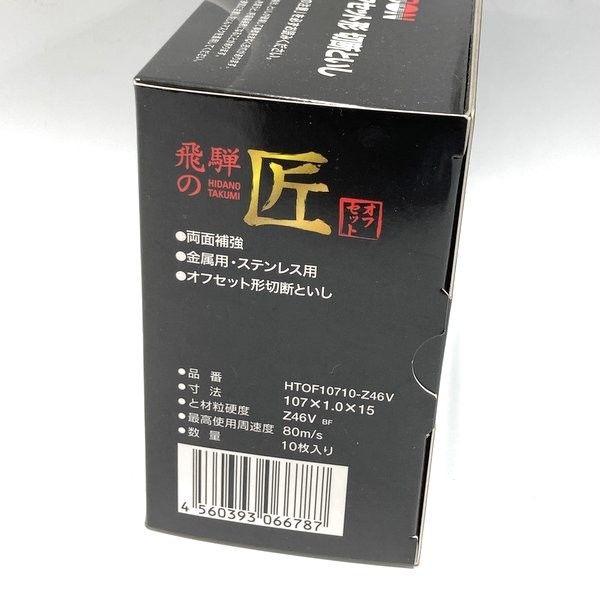 飛騨の
HIDANO
TAKUMI
匠
オフセット
●両面補強
●金属用・ステンレス用
●オフセット形切断といし
●品番 HTOF10710-Z46V
●寸法 107×1.0×15
●と材粒硬度 Z46V BF
●最高使用周速度 80m/s
●数量 10枚入り
4 560393 066787